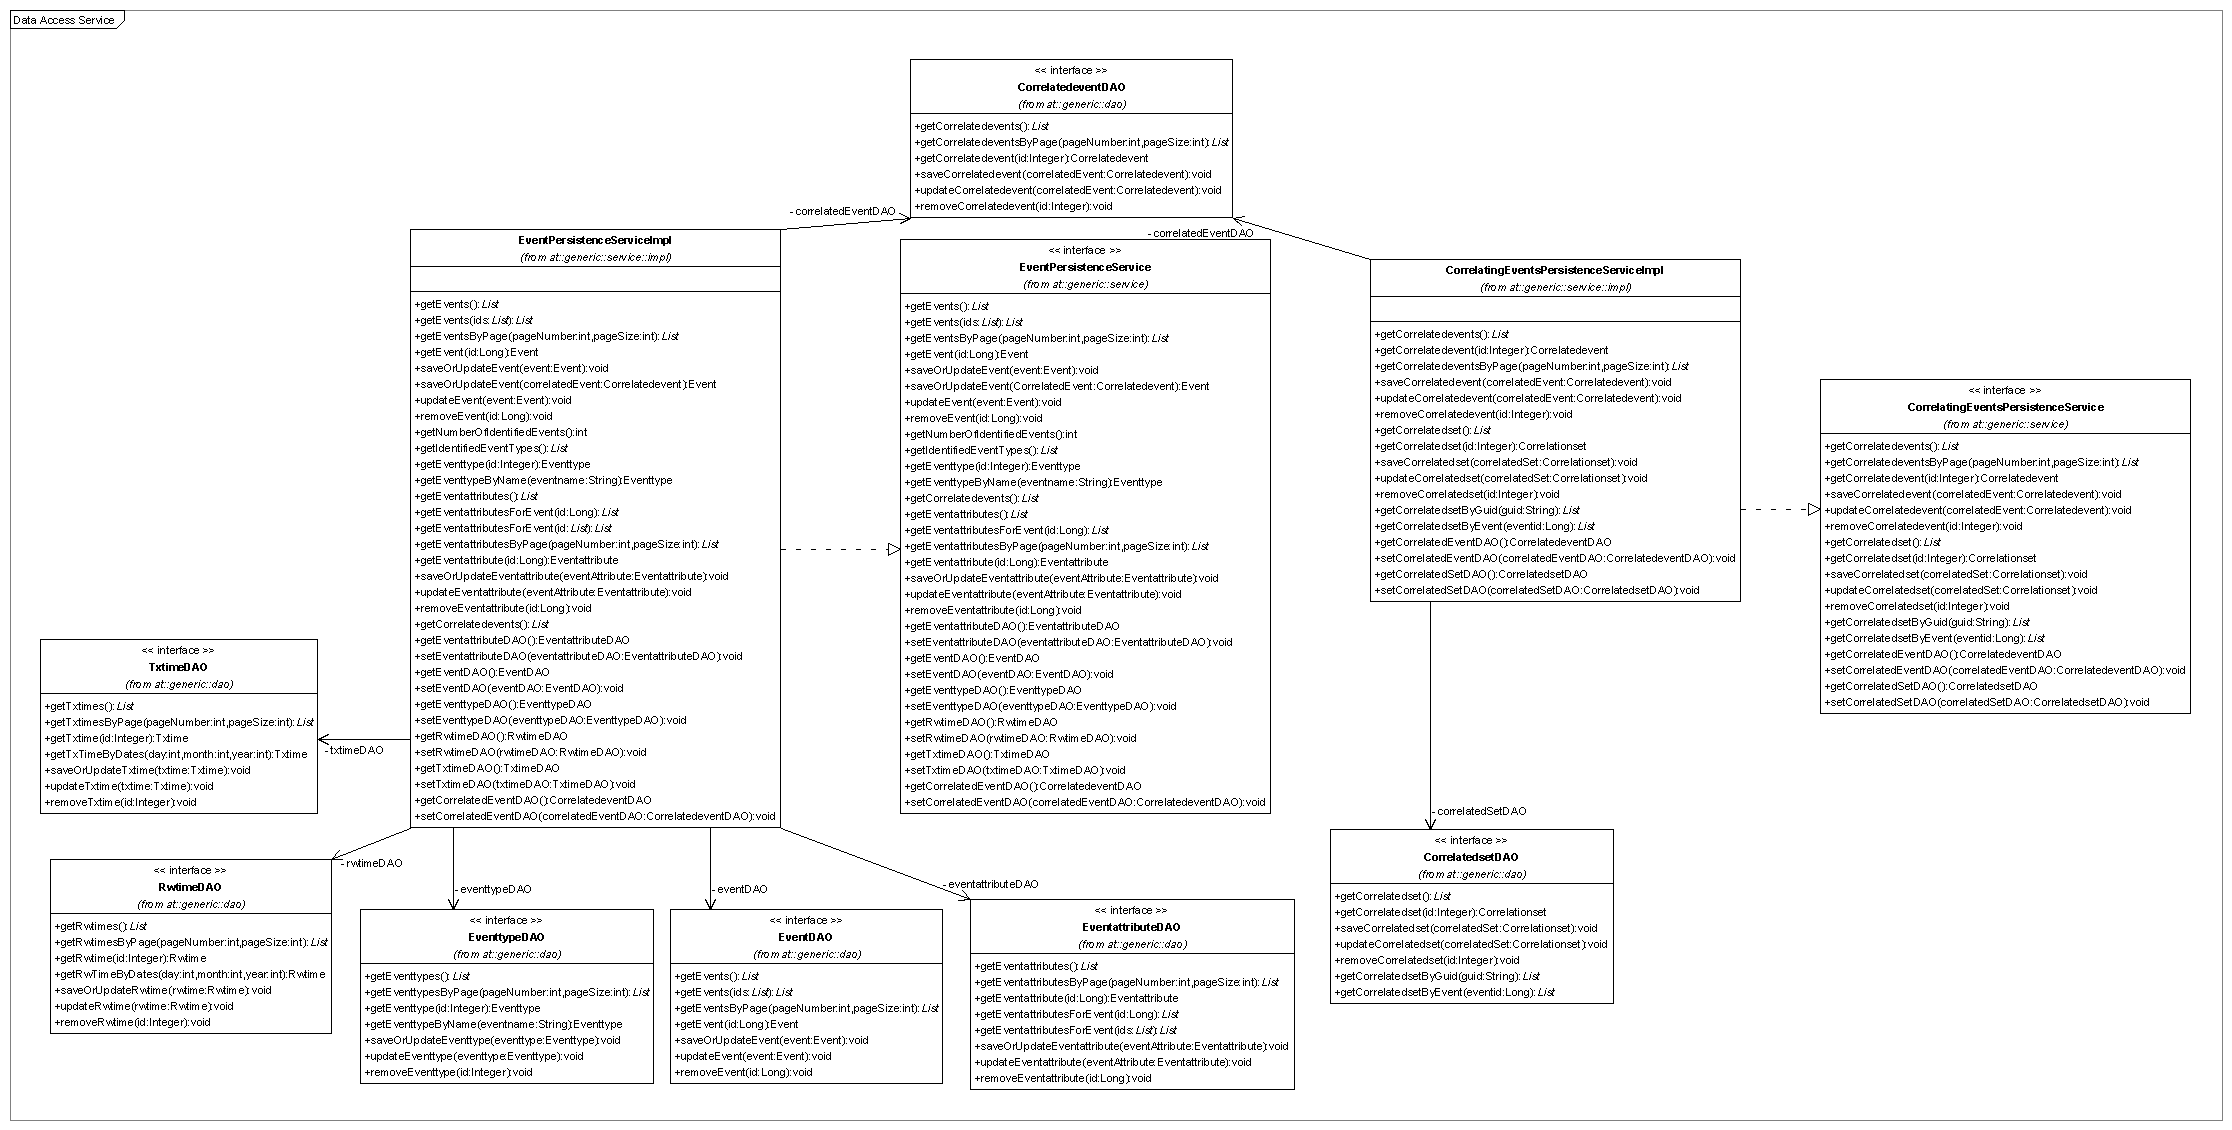 Data Access Service
<< interface >>
CorrelatedeventDAO
(from at::generic::dao)
+getCorrelatedevents():List
+getCorrelatedeventsByPage(pageNumber:int,pageSize:int):List
+getCorrelatedevent(id:Integer):Correlatedevent
+saveCorrelatedevent(correlatedEvent:Correlatedevent):void
+updateCorrelatedevent(correlatedEvent:Correlatedevent):void
+removeCorrelatedevent(id:Integer):void
- correlatedEventDAO
- correlatedEventDAO
EventPersistenceServiceImpl
(from at::generic::service::impl)
+getEvents():List
+getEvents(ids:List):List
+getEventsByPage(pageNumber:int,pageSize:int):List
+getEvent(id:Long):Event
+saveOrUpdateEvent(event:Event):void
+saveOrUpdateEvent(correlatedEvent:Correlatedevent):Event
+updateEvent(event:Event):void
+removeEvent(id:Long):void
+getNumberOfIdentifiedEvents():int
+getIdentifiedEventTypes():List
+getEventtype(id:Integer):Eventtype
+getEventtypeByName(eventname:String):Eventtype
+getEventattributes():List
+getEventattributesForEvent(id:Long):List
+getEventattributesForEvent(id:List):List
+getEventattributesByPage(pageNumber:int,pageSize:int):List
+getEventattribute(id:Long):Eventattribute
+saveOrUpdateEventattribute(eventAttribute:Eventattribute):void
+updateEventattribute(eventAttribute:Eventattribute):void
+removeEventattribute(id:Long):void
+getCorrelatedevents():List
+getEventattributeDAO():EventattributeDAO
+setEventattributeDAO(eventattributeDAO:EventattributeDAO):void
+getEventDAO():EventDAO
+setEventDAO(eventDAO:EventDAO):void
+getEventtypeDAO():EventtypeDAO
+setEventtypeDAO(eventtypeDAO:EventtypeDAO):void
+getRwtimeDAO():RwtimeDAO
+setRwtimeDAO(rwtimeDAO:RwtimeDAO):void
+getTxtimeDAO():TxtimeDAO
+setTxtimeDAO(txtimeDAO:TxtimeDAO):void
+getCorrelatedEventDAO():CorrelatedeventDAO
+setCorrelatedEventDAO(correlatedEventDAO:CorrelatedeventDAO):void
<< interface >>
EventPersistenceService
(from at::generic::service)
+getEvents():List
+getEvents(ids:List):List
+getEventsByPage(pageNumber:int,pageSize:int):List
+getEvent(id:Long):Event
+saveOrUpdateEvent(event:Event):void
+saveOrUpdateEvent(CorrelatedEvent:Correlatedevent):Event
+updateEvent(event:Event):void
+removeEvent(id:Long):void
+getNumberOfIdentifiedEvents():int
+getIdentifiedEventTypes():List
+getEventtype(id:Integer):Eventtype
+getEventtypeByName(eventname:String):Eventtype
+getCorrelatedevents():List
+getEventattributes():List
+getEventattributesForEvent(id:Long):List
+getEventattributesByPage(pageNumber:int,pageSize:int):List
+getEventattribute(id:Long):Eventattribute
+saveOrUpdateEventattribute(eventAttribute:Eventattribute):void
+updateEventattribute(eventAttribute:Eventattribute):void
+removeEventattribute(id:Long):void
+getEventattributeDAO():EventattributeDAO
+setEventattributeDAO(eventattributeDAO:EventattributeDAO):void
+getEventDAO():EventDAO
+setEventDAO(eventDAO:EventDAO):void
+getEventtypeDAO():EventtypeDAO
+setEventtypeDAO(eventtypeDAO:EventtypeDAO):void
+getRwtimeDAO():RwtimeDAO
+setRwtimeDAO(rwtimeDAO:RwtimeDAO):void
+getTxtimeDAO():TxtimeDAO
+setTxtimeDAO(txtimeDAO:TxtimeDAO):void
+getCorrelatedEventDAO():CorrelatedeventDAO
+setCorrelatedEventDAO(correlatedEventDAO:CorrelatedeventDAO):void
CorrelatingEventsPersistenceServiceImpl
(from at::generic::service::impl)
+getCorrelatedevents():List
+getCorrelatedevent(id:Integer):Correlatedevent
+getCorrelatedeventsByPage(pageNumber:int,pageSize:int):List
+saveCorrelatedevent(correlatedEvent:Correlatedevent):void
+updateCorrelatedevent(correlatedEvent:Correlatedevent):void
+removeCorrelatedevent(id:Integer):void
+getCorrelatedset():List
+getCorrelatedset(id:Integer):Correlationset
+saveCorrelatedset(correlatedSet:Correlationset):void
+updateCorrelatedset(correlatedSet:Correlationset):void
+removeCorrelatedset(id:Integer):void
+getCorrelatedsetByGuid(guid:String):List
+getCorrelatedsetByEvent(eventid:Long):List
+getCorrelatedEventDAO():CorrelatedeventDAO
+setCorrelatedEventDAO(correlatedEventDAO:CorrelatedeventDAO):void
+getCorrelatedSetDAO():CorrelatedsetDAO
+setCorrelatedSetDAO(correlatedSetDAO:CorrelatedsetDAO):void
<< interface >>
CorrelatingEventsPersistenceService
(from at::generic::service)
+getCorrelatedevents():List
+getCorrelatedeventsByPage(pageNumber:int,pageSize:int):List
+getCorrelatedevent(id:Integer):Correlatedevent
+saveCorrelatedevent(correlatedEvent:Correlatedevent):void
+updateCorrelatedevent(correlatedEvent:Correlatedevent):void
+removeCorrelatedevent(id:Integer):void
+getCorrelatedset():List
+getCorrelatedset(id:Integer):Correlationset
+saveCorrelatedset(correlatedSet:Correlationset):void
+updateCorrelatedset(correlatedSet:Correlationset):void
+removeCorrelatedset(id:Integer):void
+getCorrelatedsetByGuid(guid:String):List
+getCorrelatedsetByEvent(eventid:Long):List
+getCorrelatedEventDAO():CorrelatedeventDAO
+setCorrelatedEventDAO(correlatedEventDAO:CorrelatedeventDAO):void
+getCorrelatedSetDAO():CorrelatedsetDAO
+setCorrelatedSetDAO(correlatedSetDAO:CorrelatedsetDAO):void
<< interface >>
TxtimeDAO
(from at::generic::dao)
+getTxtimes():List
+getTxtimesByPage(pageNumber:int,pageSize:int):List
+getTxtime(id:Integer):Txtime
+getTxTimeByDates(day:int,month:int,year:int):Txtime
+saveOrUpdateTxtime(txtime:Txtime):void
+updateTxtime(txtime:Txtime):void
+removeTxtime(id:Integer):void
- txtimeDAO
- rwtimeDAO
- eventtypeDAO
- eventDAO
- eventattributeDAO
- correlatedSetDAO
<< interface >>
RwtimeDAO
(from at::generic::dao)
+getRwtimes():List
+getRwtimesByPage(pageNumber:int,pageSize:int):List
+getRwtime(id:Integer):Rwtime
+getRwTimeByDates(day:int,month:int,year:int):Rwtime
+saveOrUpdateRwtime(rwtime:Rwtime):void
+updateRwtime(rwtime:Rwtime):void
+removeRwtime(id:Integer):void
<< interface >>
EventtypeDAO
(from at::generic::dao)
+getEventtypes():List
+getEventtypesByPage(pageNumber:int,pageSize:int):List
+getEventtype(id:Integer):Eventtype
+getEventtypeByName(eventname:String):Eventtype
+saveOrUpdateEventtype(eventtype:Eventtype):void
+updateEventtype(eventtype:Eventtype):void
+removeEventtype(id:Integer):void
<< interface >>
EventDAO
(from at::generic::dao)
+getEvents():List
+getEvents(ids:List):List
+getEventsByPage(pageNumber:int,pageSize:int):List
+getEvent(id:Long):Event
+saveOrUpdateEvent(event:Event):void
+updateEvent(event:Event):void
+removeEvent(id:Long):void
<< interface >>
EventattributeDAO
(from at::generic::dao)
+getEventattributes():List
+getEventattributesByPage(pageNumber:int,pageSize:int):List
+getEventattribute(id:Long):Eventattribute
+getEventattributesForEvent(id:Long):List
+getEventattributesForEvent(ids:List):List
+saveOrUpdateEventattribute(eventAttribute:Eventattribute):void
+updateEventattribute(eventAttribute:Eventattribute):void
+removeEventattribute(id:Long):void
<< interface >>
CorrelatedsetDAO
(from at::generic::dao)
+getCorrelatedset():List
+getCorrelatedset(id:Integer):Correlationset
+saveCorrelatedset(correlatedSet:Correlationset):void
+updateCorrelatedset(correlatedSet:Correlationset):void
+removeCorrelatedset(id:Integer):void
+getCorrelatedsetByGuid(guid:String):List
+getCorrelatedsetByEvent(eventid:Long):List